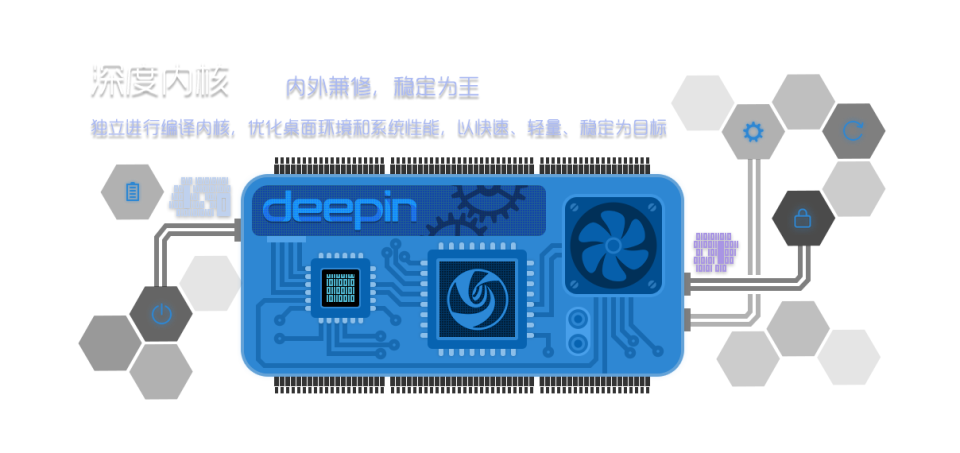 深度内核
内外兼修，稳定为主
独立进行编译内核，优化桌面环境和系统性能，以快速、轻量、稳定为目标
deepin